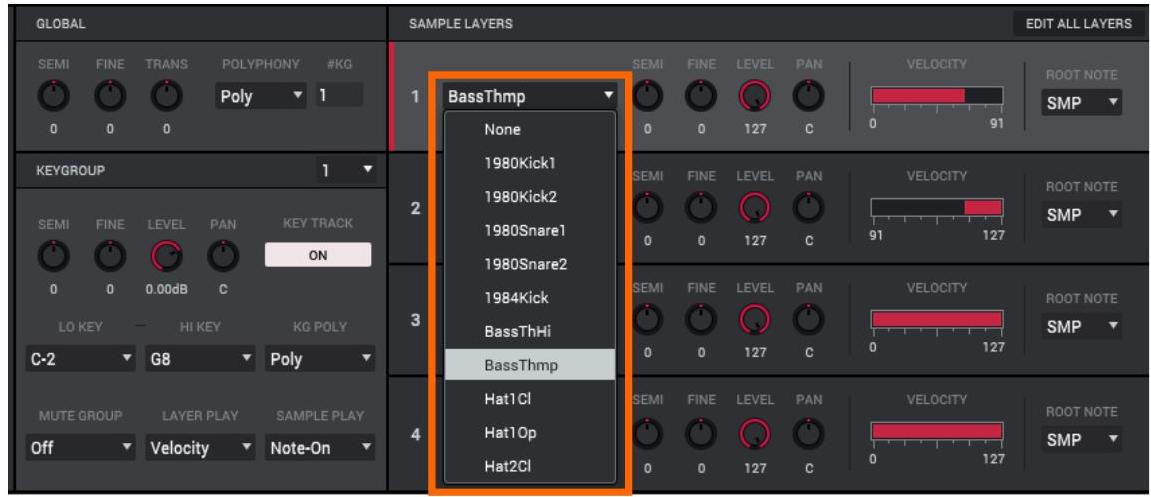 GLOBAL
SEMI FINE TRANS POLYPHONY #KG
Poly 1
0 0 0
KEYGROUP 1
SEMI FINE LEVEL PAN KEY TRACK
ON
0 0 0.00dB C
LO KEY — HI KEY KG POLY
C-2 G8 Poly
MUTE GROUP LAYER PLAY SAMPLE PLAY
Off Velocity Note-On
SAMPLE LAYERS EDIT ALL LAYERS
1 BassThmp
None
1980Kick1
1980Kick2
1980Snare1
1980Snare2
1984Kick
BassThHi
BassThmp
Hat1Cl
Hat1Op
Hat2Cl
SEMI FINE LEVEL PAN VELOCITY ROOT NOTE
SMP
0 0 127 C 0 91
2 SEMI FINE LEVEL PAN VELOCITY ROOT NOTE
SMP
0 0 127 C 91 127
3 SEMI FINE LEVEL PAN VELOCITY ROOT NOTE
SMP
0 0 127 C 0 127
4 SEMI FINE LEVEL PAN VELOCITY ROOT NOTE
SMP
0 0 127 C 0 127